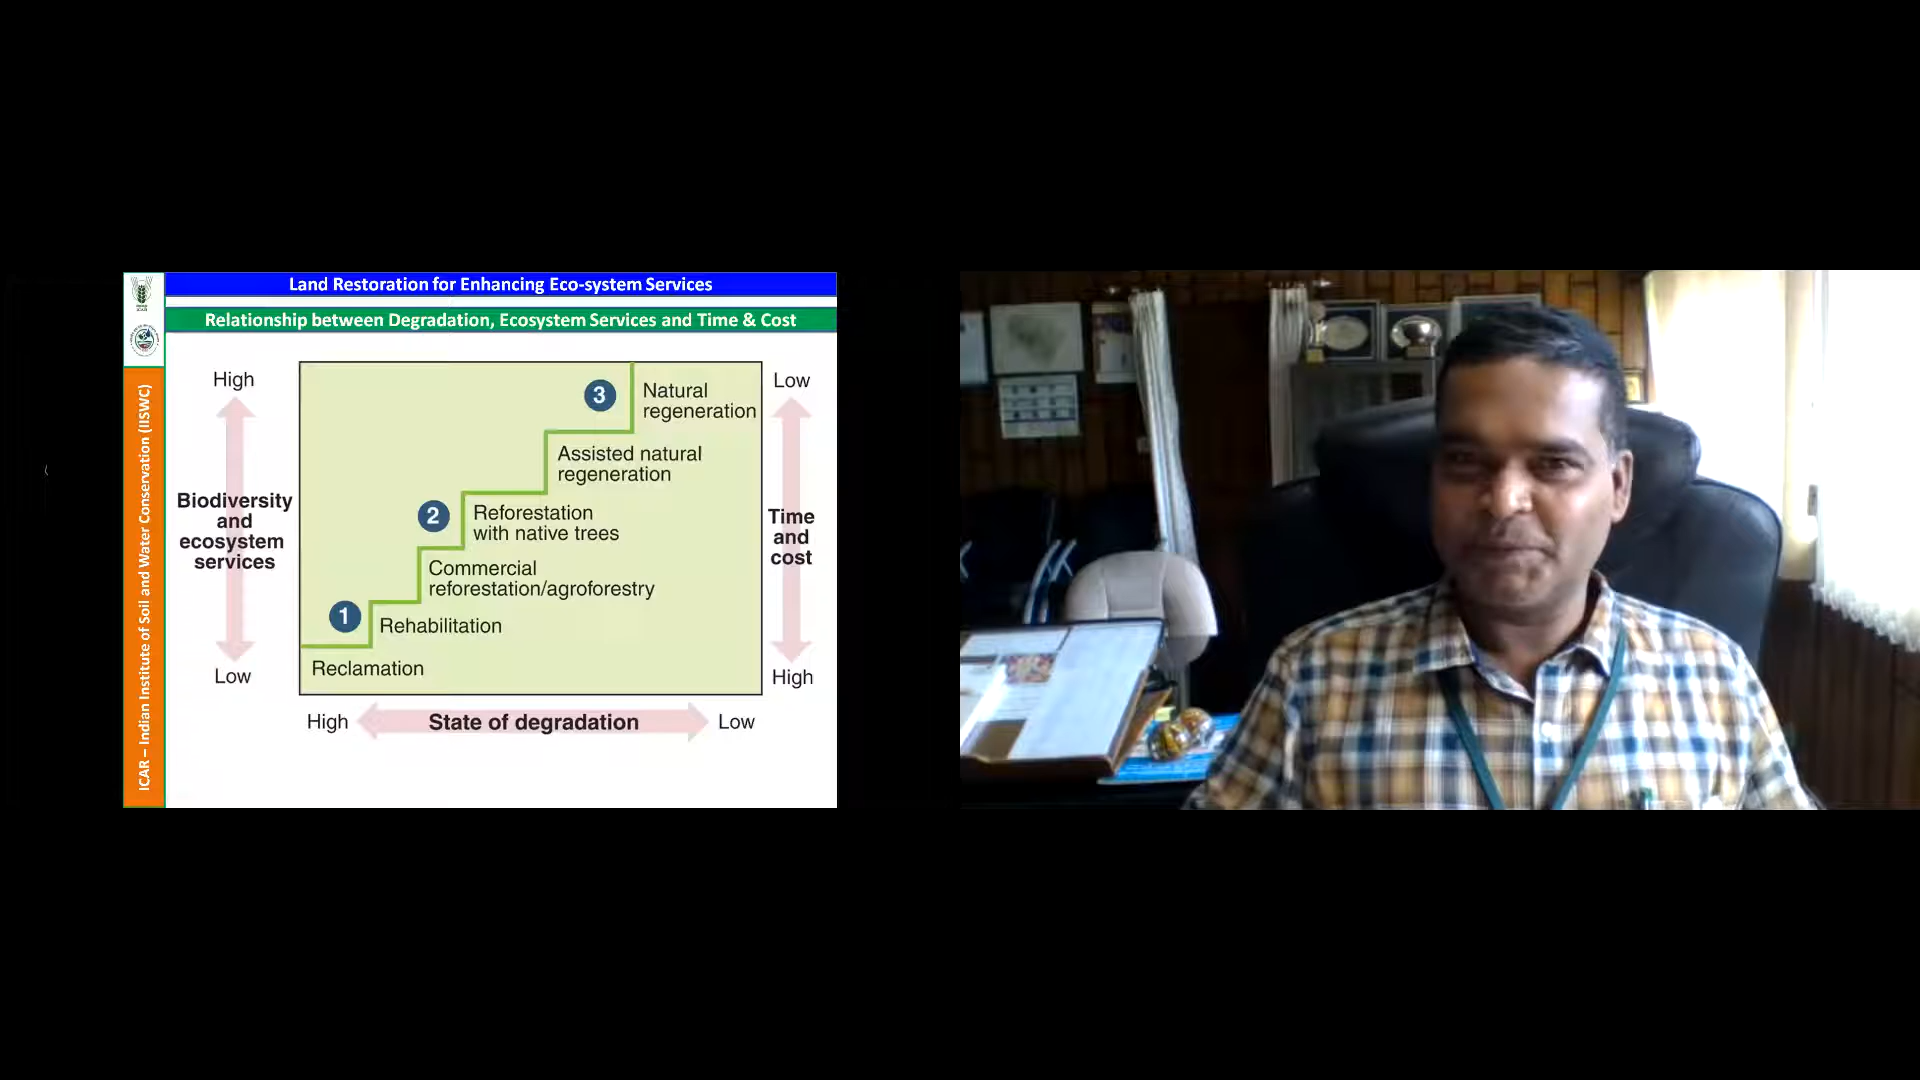 Land Restoration for Enhancing Eco-system Services
Relationship between Degradation, Ecosystem Services and Time & Cost
ICAR – Indian Institute of Soil and Water Conservation (IISWC)
High
Biodiversity
and
ecosystem
services
Low
3
Natural
regeneration
Assisted natural
regeneration
2
Reforestation
with native trees
Commercial
reforestation/agroforestry
1
Rehabilitation
Reclamation
Low
Time
and
cost
High
High
State of degradation
Low